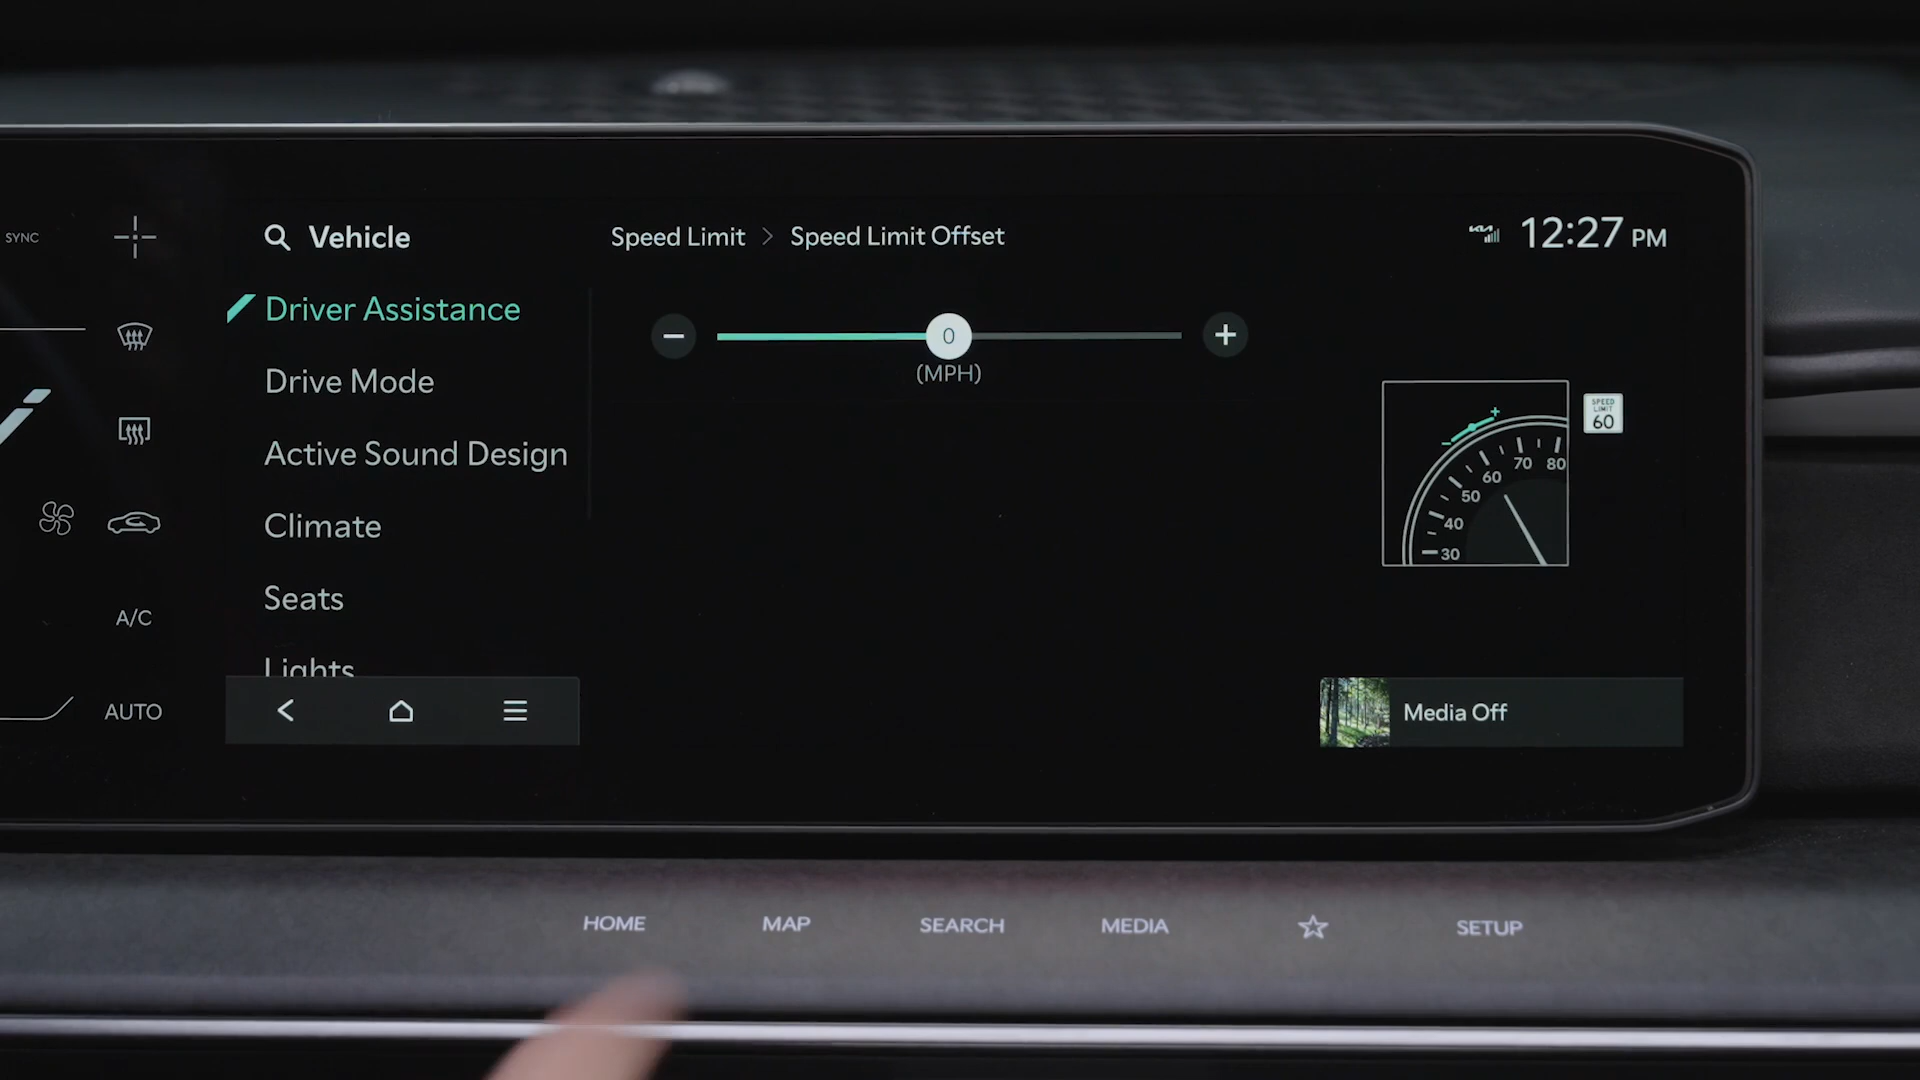 SYNC
A/C
AUTO
Vehicle
Driver Assistance
Drive Mode
Active Sound Design
Climate
Seats
Lights
Speed Limit > Speed Limit Offset
0
(MPH)
12:27 PM
SPEED
LIMIT
60
30
40
50
60
70
80
Media Off
HOME
MAP
SEARCH
MEDIA
SETUP